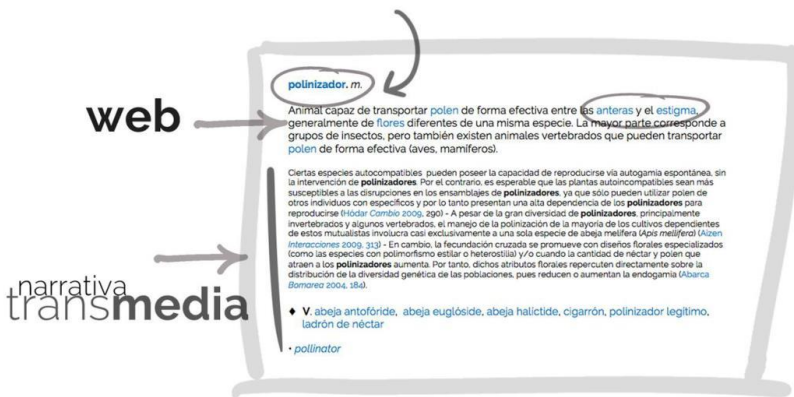 polinizador. m.
web
Animal capaz de transportar polen de forma efectiva entre las anteras y el estigma,
generalmente de flores diferentes de una misma especie. La mayor parte corresponde a
grupos de insectos, pero también existen animales vertebrados que pueden transportar
polen de forma efectiva (aves, mamíferos).
Ciertas especies autocompatibles pueden poseer la capacidad de reproducirse vía autogamia espontánea, sin
la intervención de polinizadores. Por el contrario, es esperable que las plantas autoincompatibles sean más
susceptibles a las disrupciones en los ensamblajes de polinizadores, ya que sólo pueden utilizar polen de
otros individuos con específicos y por lo tanto presentan una alta dependencia de los polinizadores para
reproducirse (Hódar Cambio 2009, 290) - A pesar de la gran diversidad de polinizadores, principalmente
invertebrados y algunos vertebrados, el manejo de la polinización de la mayoría de los cultivos dependientes
de estos mutualistas involucra casi exclusivamente a una sola especie de abeja melífera (Apis mellifera) (Aizen
Interacciones 2009, 313) - En cambio, la fecundación cruzada se promueve con diseños florales especializados
(como las especies con polimorfismo estilar o heterostilia) y/o cuando la cantidad de néctar y polen que
atraen a los polinizadores aumenta. Por tanto, dichos atributos florales repercuten directamente sobre la
distribución de la diversidad genética de las poblaciones, pues reducen o aumentan la endogamia (Abarca
Bomarea 2004, 184).
narrativa
transmedia
♦ V. abeja antofóride, abeja euglóside, abeja halíctide, cigarrón, polinizador legítimo,
ladrón de néctar
• pollinator